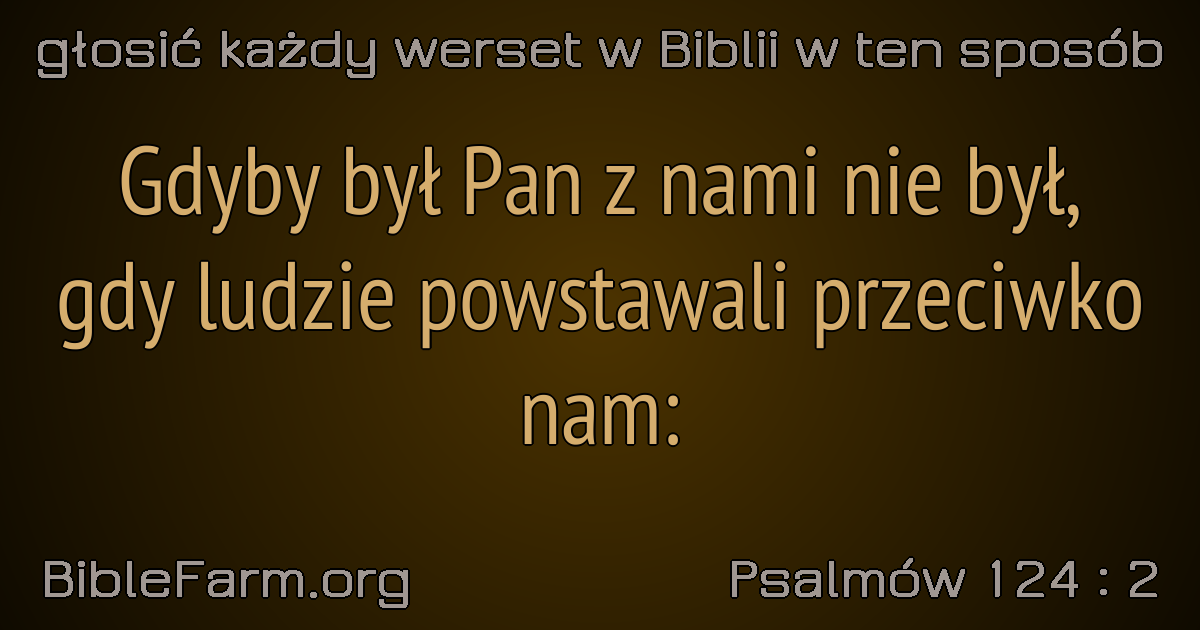 głosić każdy werset w Biblii w ten sposób
Gdyby był Pan z nami nie był,
gdy ludzie powstawali przeciwko
nam:
BibleFarm.org
Psalmów 124 : 2